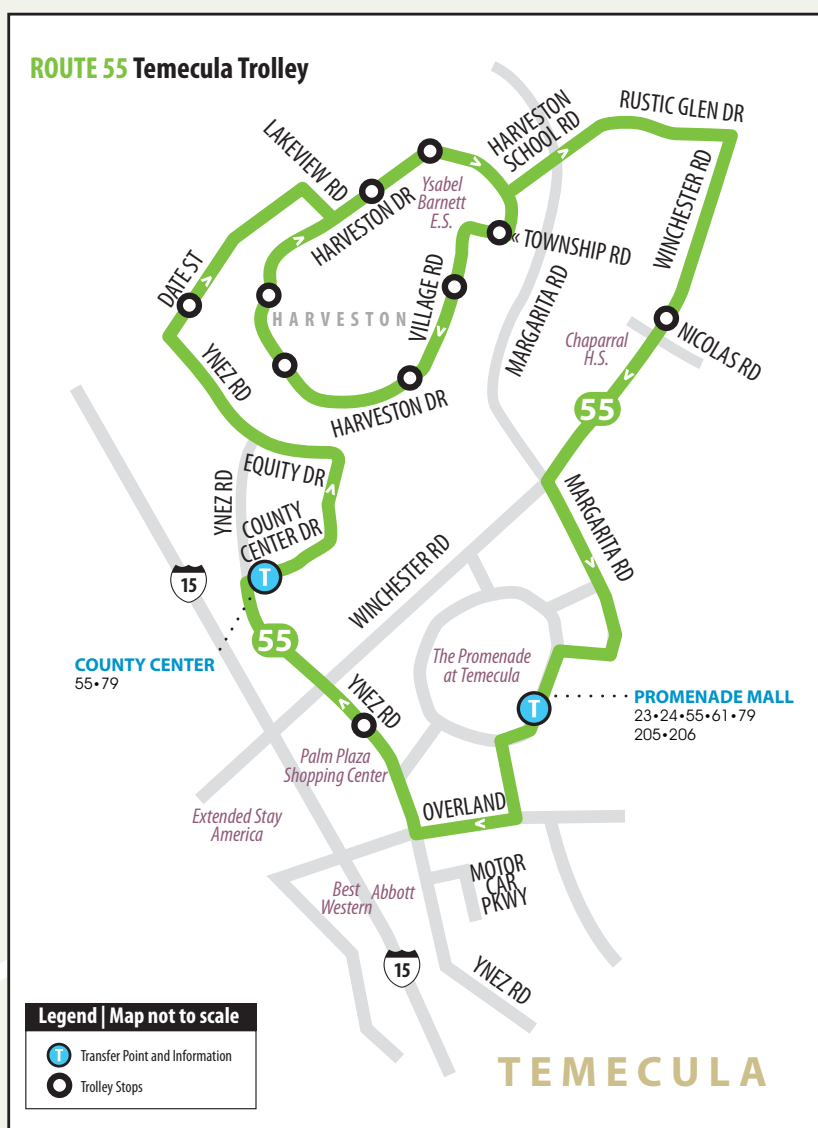 ROUTE 55 Temecula Trolley
RUSTIC GLEN DR
HARVESTON
SCHOOL RD
LAKEVIEW RD
WINCHESTER RD
Ysabel
Barnett
E.S.
HARVESTON DR
« TOWNSHIP RD
DATE ST
VILLAGE RD
MARGARITA RD
HARVESTON
NICOLAS RD
Chaparral
H.S.
YNEZ RD
55
HARVESTON DR
EQUITY DR
YNEZ RD
MARGARITA RD
COUNTY
CENTER DR
WINCHESTER RD
T
15
55
COUNTY CENTER
55•79
The Promenade
at Temecula
YNEZ RD
T
PROMENADE MALL
23•24•55•61•79
205•206
Palm Plaza
Shopping Center
OVERLAND
Extended Stay
America
MOTOR
CAR
PKWY
Best
Western
Abbott
15
YNEZ RD
Legend | Map not to scale
T Transfer Point and Information
Trolley Stops
TEMECULA